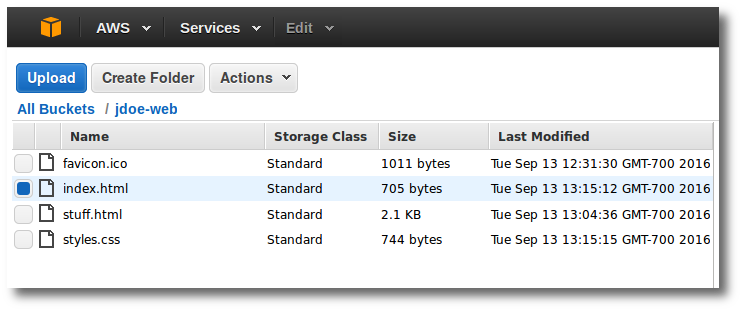 AWS Services Edit
Upload Create Folder Actions
All Buckets / jdoe-web
Name Storage Class Size Last Modified
favicon.ico Standard 1011 bytes Tue Sep 13 12:31:30 GMT-700 2016
index.html Standard 705 bytes Tue Sep 13 13:15:12 GMT-700 2016
stuff.html Standard 2.1 KB Tue Sep 13 13:04:36 GMT-700 2016
styles.css Standard 744 bytes Tue Sep 13 13:15:15 GMT-700 2016